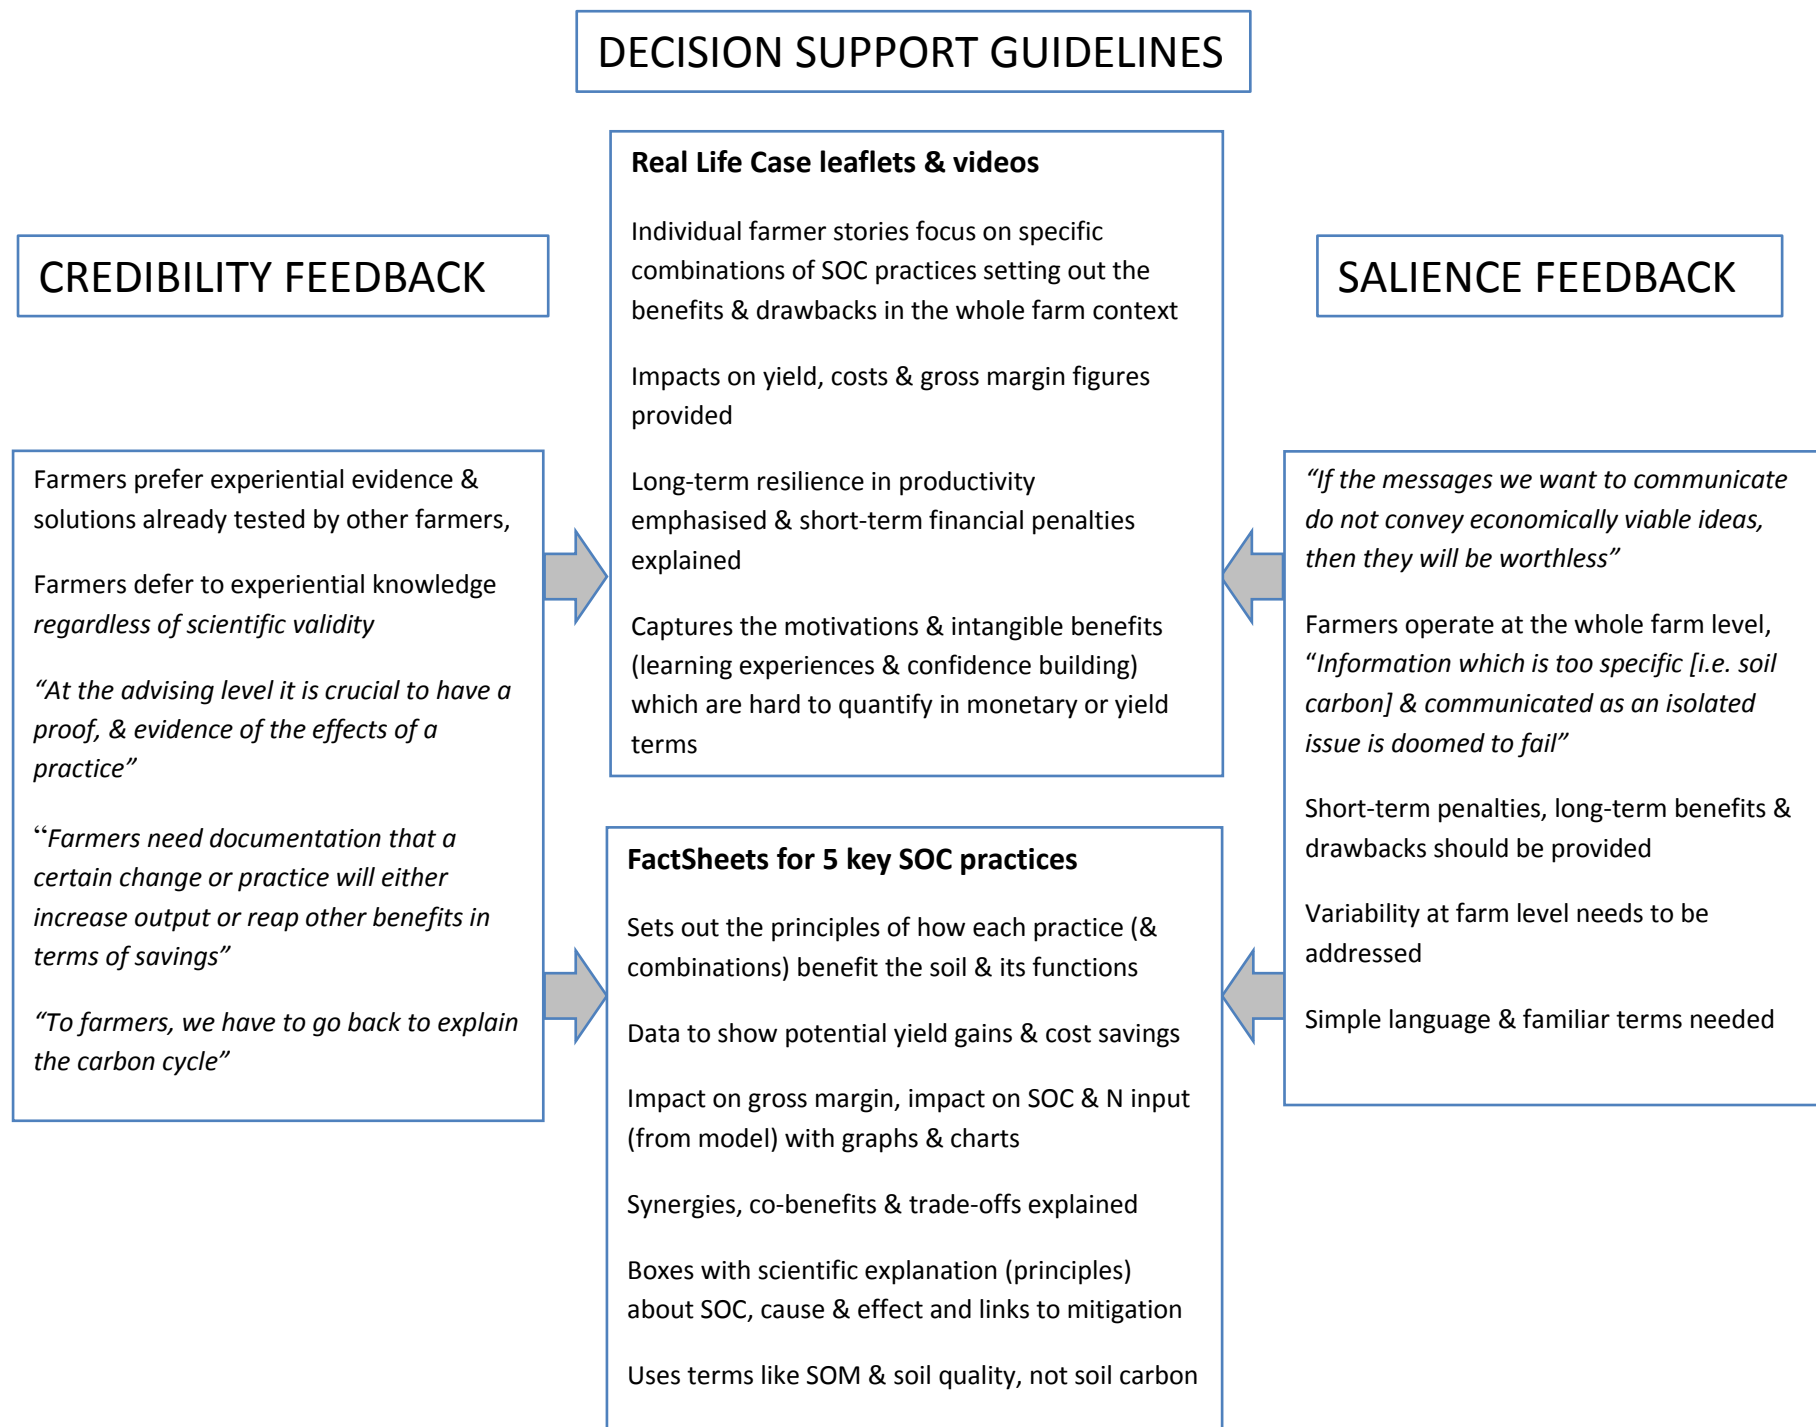 DECISION SUPPORT GUIDELINES
CREDIBILITY FEEDBACK
Farmers prefer experiential evidence &
solutions already tested by other farmers,
Farmers defer to experiential knowledge
regardless of scientific validity
“At the advising level it is crucial to have a
proof, & evidence of the effects of a
practice”
“Farmers need documentation that a
certain change or practice will either
increase output or reap other benefits in
terms of savings”
“To farmers, we have to go back to explain
the carbon cycle”
Real Life Case leaflets & videos
Individual farmer stories focus on specific
combinations of SOC practices setting out the
benefits & drawbacks in the whole farm context
Impacts on yield, costs & gross margin figures
provided
Long-term resilience in productivity
emphasised & short-term financial penalties
explained
Captures the motivations & intangible benefits
(learning experiences & confidence building)
which are hard to quantify in monetary or yield
terms
FactSheets for 5 key SOC practices
Sets out the principles of how each practice (&
combinations) benefit the soil & its functions
Data to show potential yield gains & cost savings
Impact on gross margin, impact on SOC & N input
(from model) with graphs & charts
Synergies, co-benefits & trade-offs explained
Boxes with scientific explanation (principles)
about SOC, cause & effect and links to mitigation
Uses terms like SOM & soil quality, not soil carbon
SALIENCE FEEDBACK
“If the messages we want to communicate
do not convey economically viable ideas,
then they will be worthless”
Farmers operate at the whole farm level,
“Information which is too specific [i.e. soil
carbon] & communicated as an isolated
issue is doomed to fail”
Short-term penalties, long-term benefits &
drawbacks should be provided
Variability at farm level needs to be
addressed
Simple language & familiar terms needed